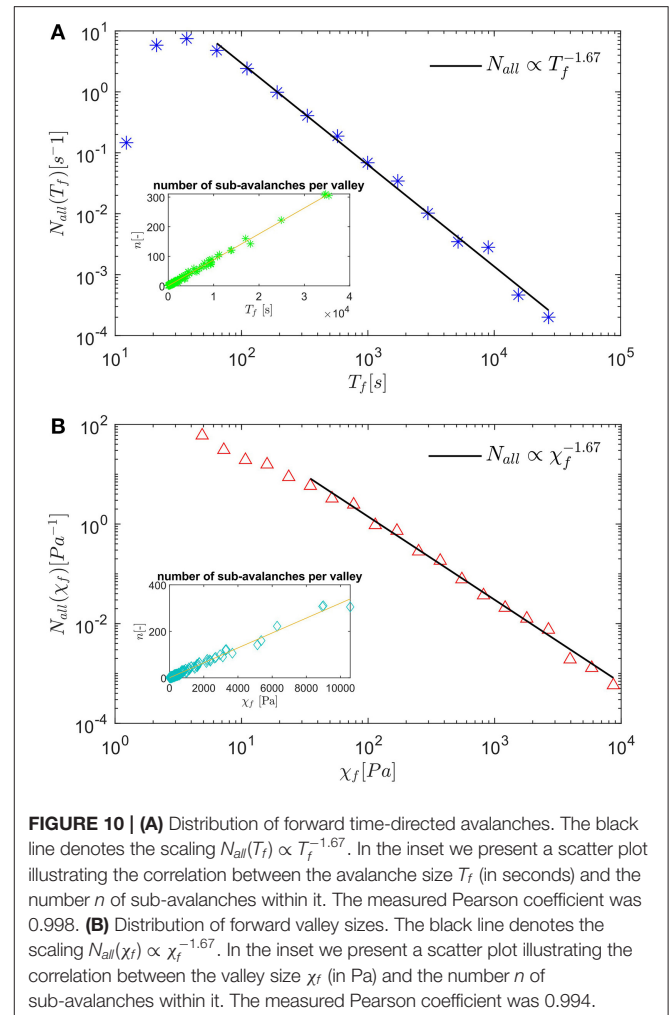 A
10^1
10^0
10^-1
10^-2
10^-3
10^-4
N_all(T_f)[s^-1]
N_all ∝ T_f^-1.67
number of sub-avalanches per valley
300
200
100
0
n[-]
0 1 2 3 4
T_f [s] ×10^4
10^1 10^2 10^3 10^4 10^5
T_f[s]
B
10^2
10^0
10^-2
10^-4
N_all(χ_f)[Pa^-1]
N_all ∝ χ_f^-1.67
number of sub-avalanches per valley
400
200
0
n[-]
0 2000 4000 6000 8000 10000
χ_f [Pa]
10^0 10^1 10^2 10^3 10^4
χ_f[Pa]
FIGURE 10 | (A) Distribution of forward time-directed avalanches. The black
line denotes the scaling N_all(T_f) ∝ T_f^-1.67. In the inset we present a scatter plot
illustrating the correlation between the avalanche size T_f (in seconds) and the
number n of sub-avalanches within it. The measured Pearson coefficient was
0.998. (B) Distribution of forward valley sizes. The black line denotes the
scaling N_all(χ_f) ∝ χ_f^-1.67. In the inset we present a scatter plot illustrating the
correlation between the valley size χ_f (in Pa) and the number n of
sub-avalanches within it. The measured Pearson coefficient was 0.994.